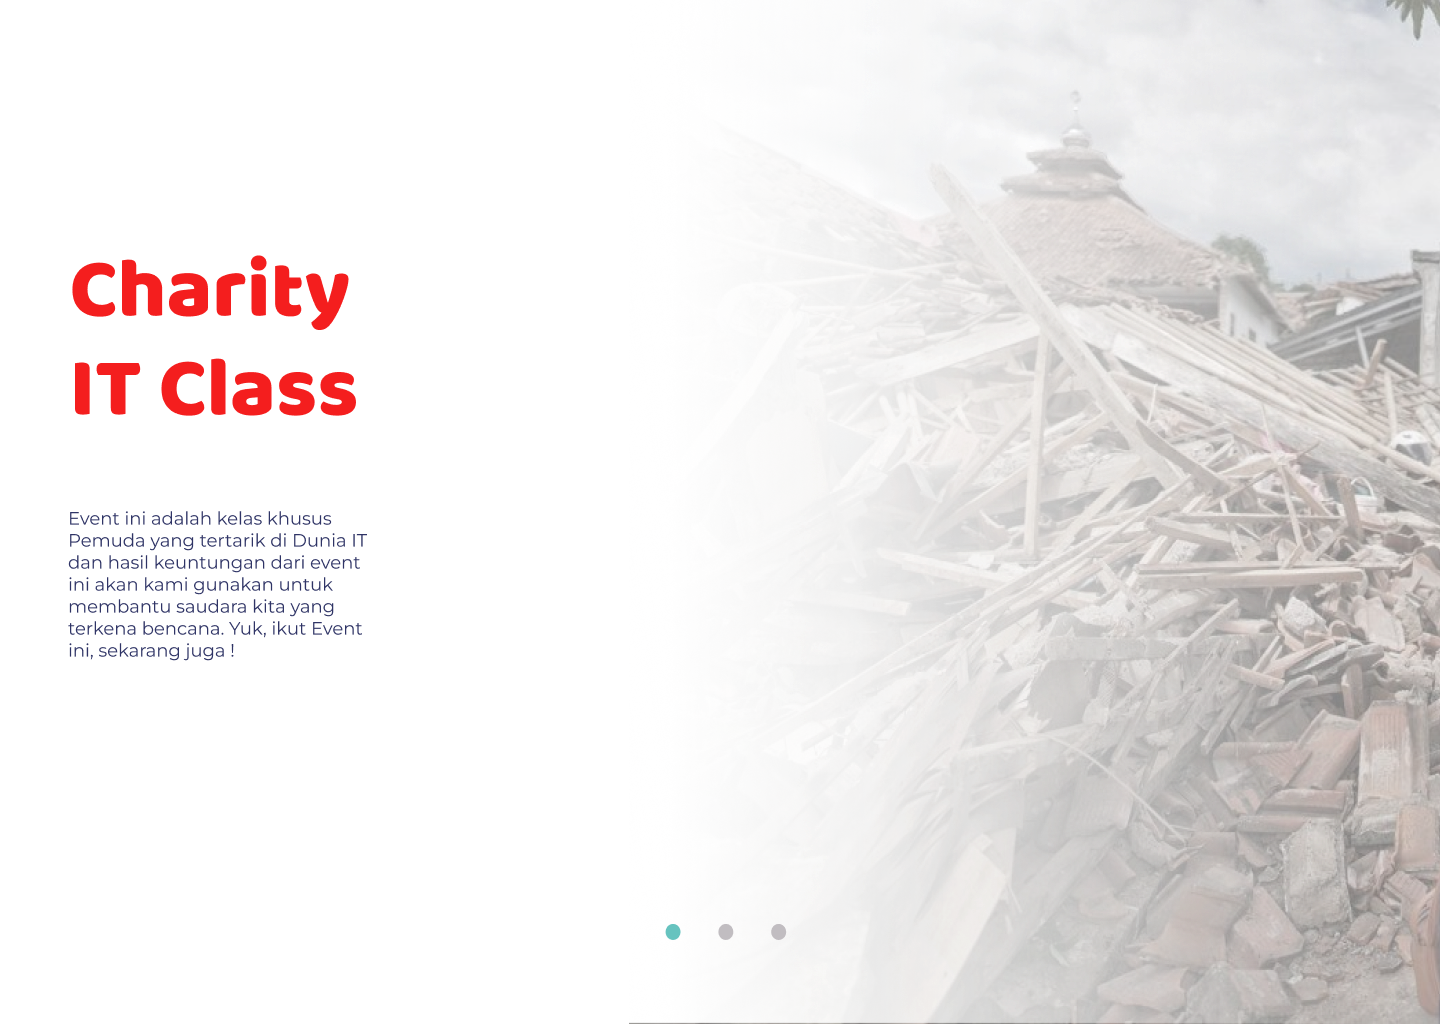 Charity
IT Class
Event ini adalah kelas khusus
Pemuda yang tertarik di Dunia IT
dan hasil keuntungan dari event
ini akan kami gunakan untuk
membantu saudara kita yang
terkena bencana. Yuk, ikut Event
ini, sekarang juga !